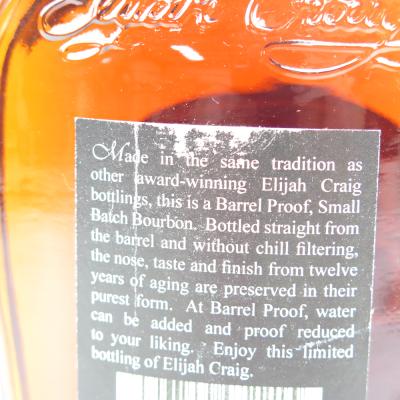 Elijah Craig
Made in the same tradition as
other award-winning Elijah Craig
bottlings, this is a Barrel Proof, Small
Batch Bourbon. Bottled straight from
the barrel and without chill filtering,
the nose, taste and finish from twelve
years of aging are preserved in their
purest form. At Barrel Proof, water
can be added and proof reduced
to your liking. Enjoy this limited
bottling of Elijah Craig.